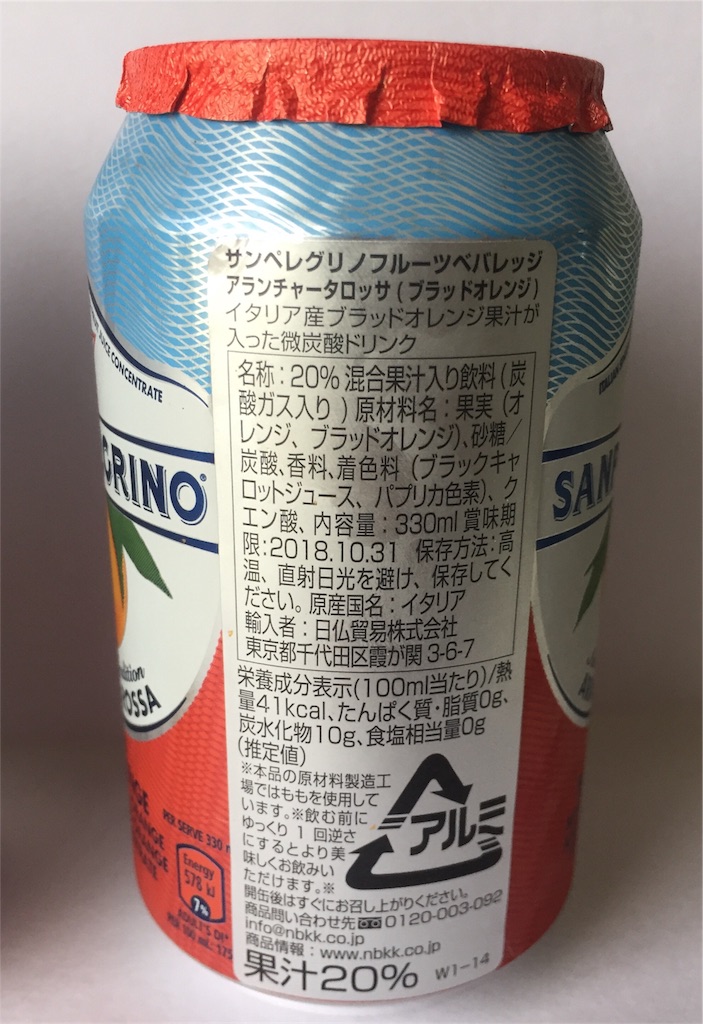 サンペレグリノフルーツベバレッジ
アランチャータロッサ(ブラッドオレンジ)
イタリア産ブラッドオレンジ果汁が
入った微炭酸ドリンク
名称:20%混合果汁入り飲料(炭
酸ガス入り)原材料名:果実(オ
レンジ、ブラッドオレンジ)、砂糖/
炭酸、香料、着色料(ブラックキャ
ロットジュース、パプリカ色素)、ク
エン酸、内容量:330ml 賞味期
限:2018.10.31 保存方法:高
温、直射日光を避け、保存してく
ださい。原産国名:イタリア
輸入者:日仏貿易株式会社
東京都千代田区霞が関3-6-7
栄養成分表示(100ml当たり)/熱
量41kcal、たんぱく質・脂質0g、
炭水化物10g、食塩相当量0g
(推定値)
※本品の原材料製造工
場ではももを使用して
います。※飲む前に
ゆっくり1回逆さ
にするとより美
味しくお飲みい
ただけます。※
開缶後はすぐにお召し上がりください。
商品問い合わせ先 0120-003-092
info@nbkk.co.jp
商品情報:www.nbkk.co.jp
果汁20% W1-14
アルミ
JUICE CONCENTRATE
GRINO
OSSA
PER SERVE 330
Energy
578 kJ
7%
ADULT'S DI*
PER 100 mL: 175
SAN